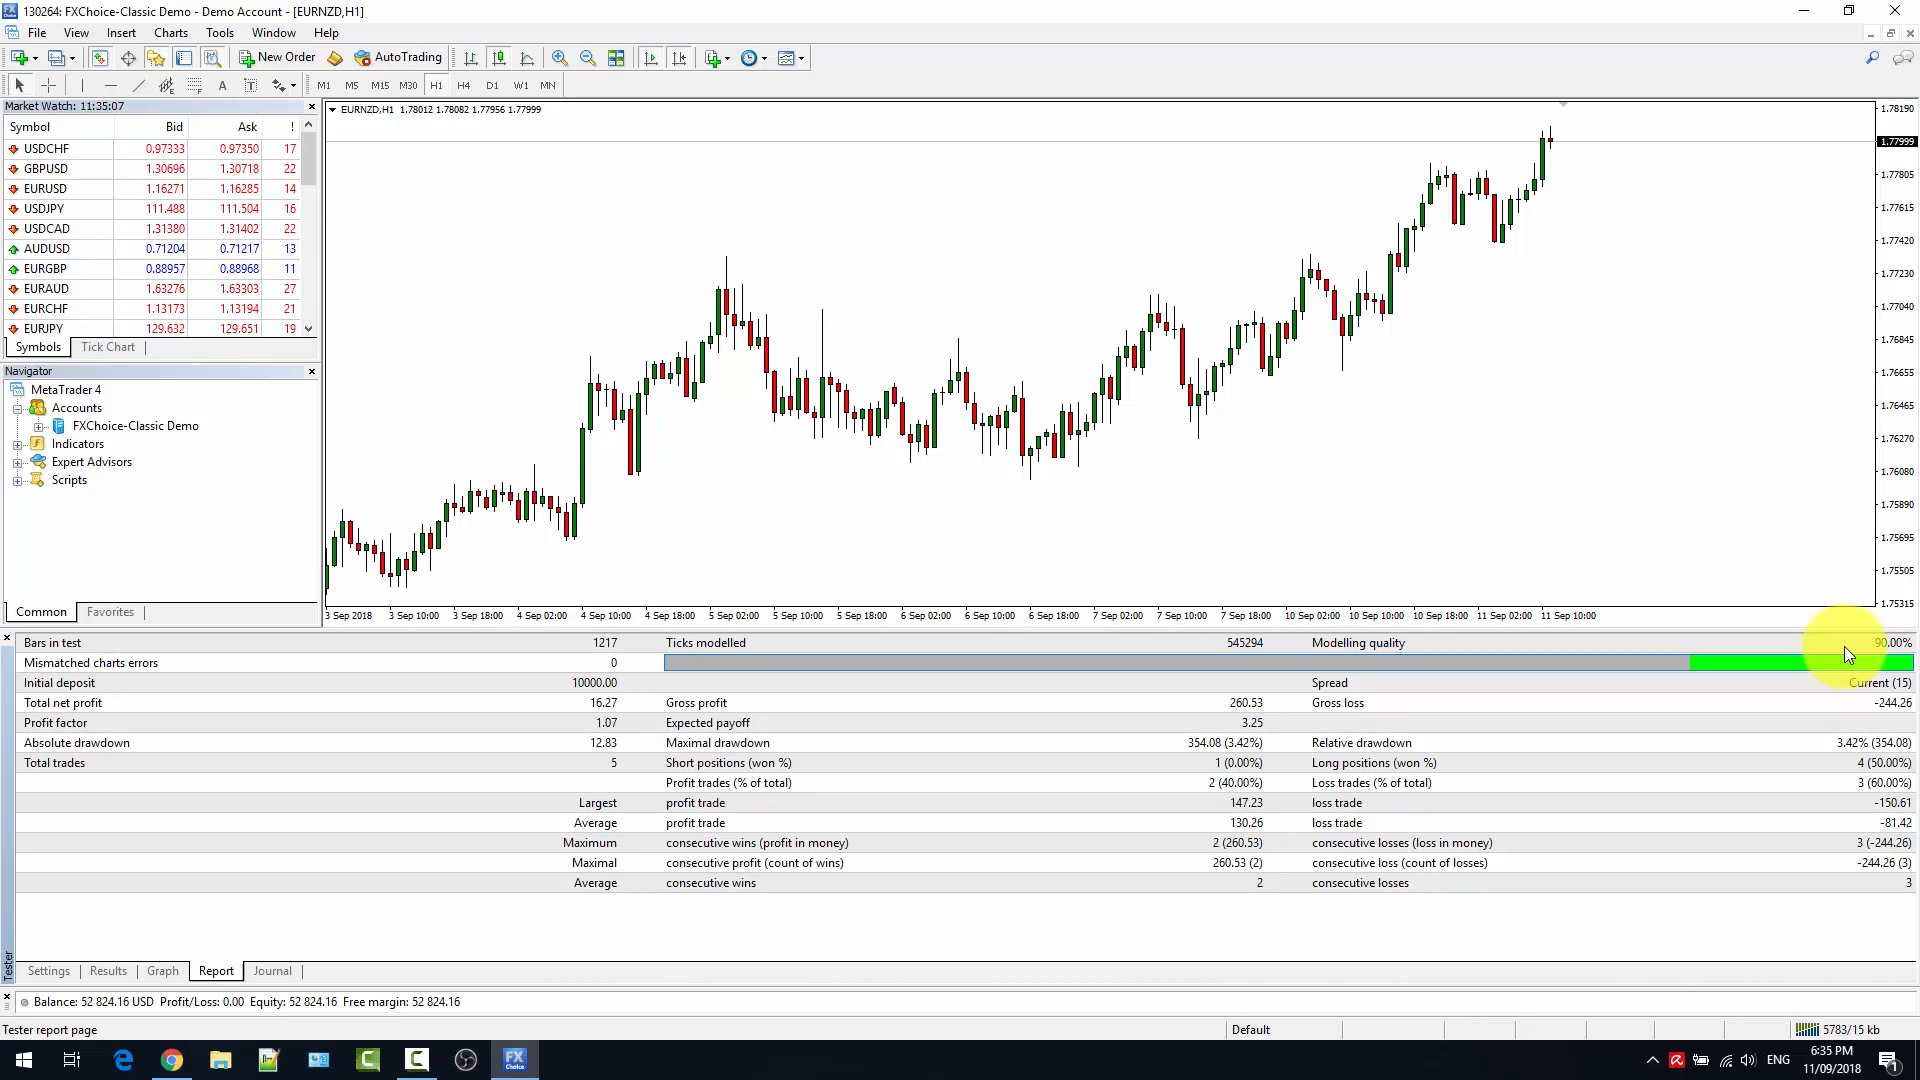 130264: FXChoice-Classic Demo - Demo Account - [EURNZD,H1]
File View Insert Charts Tools Window Help
New Order AutoTrading
A T M1 M5 M15 M30 H1 H4 D1 W1 MN
Market Watch: 11:35:07
Symbol Bid Ask !
USDCHF 0.97333 0.97350 17
GBPUSD 1.30696 1.30718 22
EURUSD 1.16271 1.16285 14
USDJPY 111.488 111.504 16
USDCAD 1.31380 1.31402 22
AUDUSD 0.71204 0.71217 13
EURGBP 0.88957 0.88968 11
EURAUD 1.63276 1.63303 27
EURCHF 1.13173 1.13194 21
EURJPY 129.632 129.651 19
Symbols Tick Chart
Navigator
MetaTrader 4
Accounts
FXChoice-Classic Demo
Indicators
Expert Advisors
Scripts
Common Favorites
EURNZD,H1 1.78012 1.78082 1.77956 1.77999
1.78190
1.77999
1.77805
1.77615
1.77420
1.77230
1.77040
1.76845
1.76655
1.76465
1.76270
1.76080
1.75890
1.75695
1.75505
1.75315
3 Sep 2018 3 Sep 10:00 3 Sep 18:00 4 Sep 02:00 4 Sep 10:00 4 Sep 18:00 5 Sep 02:00 5 Sep 10:00 5 Sep 18:00 6 Sep 02:00 6 Sep 10:00 6 Sep 18:00 7 Sep 02:00 7 Sep 10:00 7 Sep 18:00 10 Sep 02:00 10 Sep 10:00 10 Sep 18:00 11 Sep 02:00 11 Sep 10:00
Bars in test 1217 Ticks modelled 545294 Modelling quality 90.00%
Mismatched charts errors 0
Initial deposit 10000.00 Spread Current (15)
Total net profit 16.27 Gross profit 260.53 Gross loss -244.26
Profit factor 1.07 Expected payoff 3.25
Absolute drawdown 12.83 Maximal drawdown 354.08 (3.42%) Relative drawdown 3.42% (354.08)
Total trades 5 Short positions (won %) 1 (0.00%) Long positions (won %) 4 (50.00%)
Profit trades (% of total) 2 (40.00%) Loss trades (% of total) 3 (60.00%)
Largest profit trade 147.23 loss trade -150.61
Average profit trade 130.26 loss trade -81.42
Maximum consecutive wins (profit in money) 2 (260.53) consecutive losses (loss in money) 3 (-244.26)
Maximal consecutive profit (count of wins) 260.53 (2) consecutive loss (count of losses) -244.26 (3)
Average consecutive wins 2 consecutive losses 3
Tester
Settings Results Graph Report Journal
Balance: 52 824.16 USD Profit/Loss: 0.00 Equity: 52 824.16 Free margin: 52 824.16
Tester report page Default 5783/15 kb
FX Choice
ENG 6:35 PM
11/09/2018 1